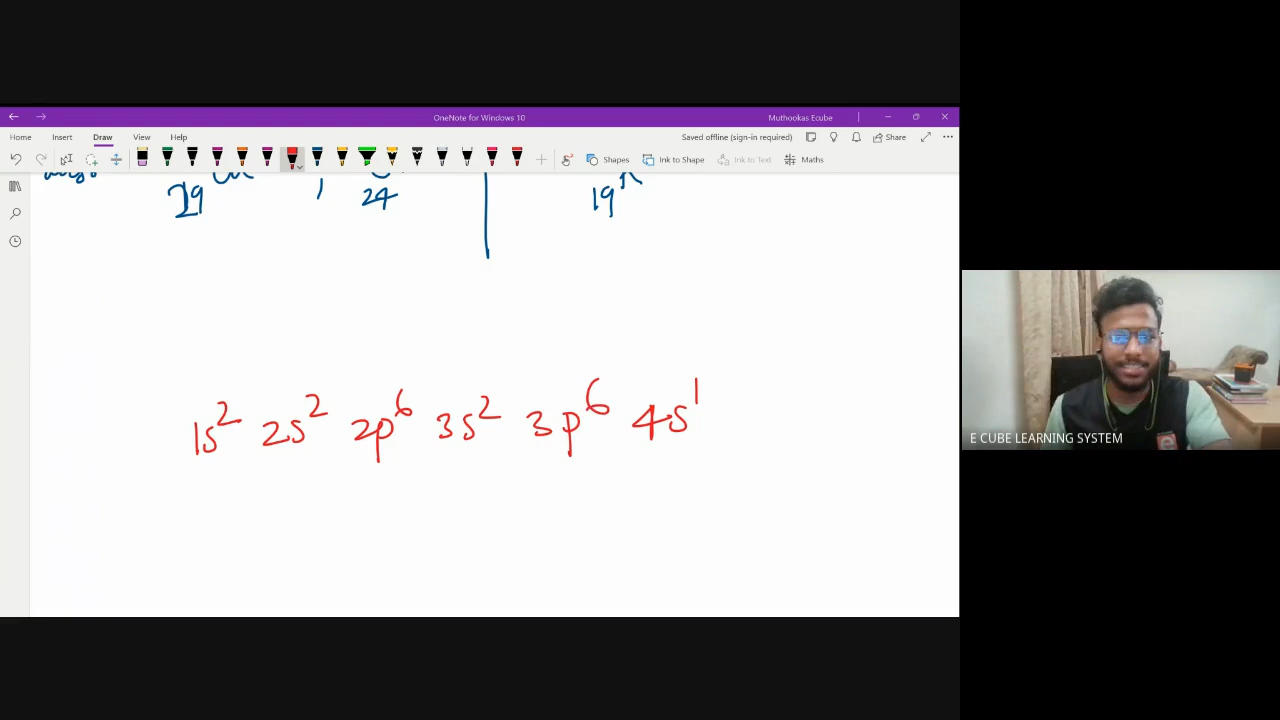 OneNote for Windows 10
Muthookas Ecube
Home Insert Draw View Help
Saved offline (sign-in required) Share
Shapes Ink to Shape Ink to Text Maths
29 , 24 19
1s² 2s² 2p⁶ 3s² 3p⁶ 4s¹
E CUBE LEARNING SYSTEM